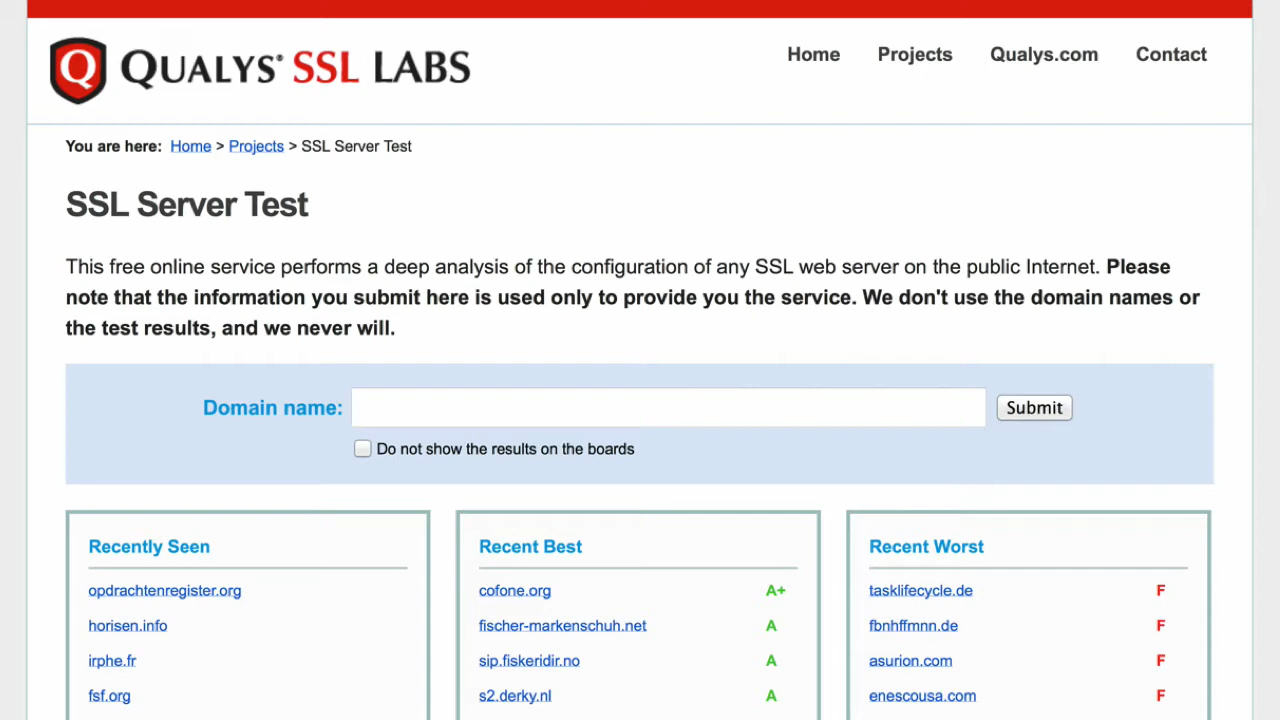 QUALYS® SSL LABS
Home Projects Qualys.com Contact
You are here: Home > Projects > SSL Server Test
SSL Server Test
This free online service performs a deep analysis of the configuration of any SSL web server on the public Internet. Please
note that the information you submit here is used only to provide you the service. We don't use the domain names or
the test results, and we never will.
Domain name: Submit
Do not show the results on the boards
Recently Seen
opdrachtenregister.org
horisen.info
irphe.fr
fsf.org
Recent Best
cofone.org A+
fischer-markenschuh.net A
sip.fiskeridir.no A
s2.derky.nl A
Recent Worst
tasklifecycle.de F
fbnhffmnn.de F
asurion.com F
enescousa.com F